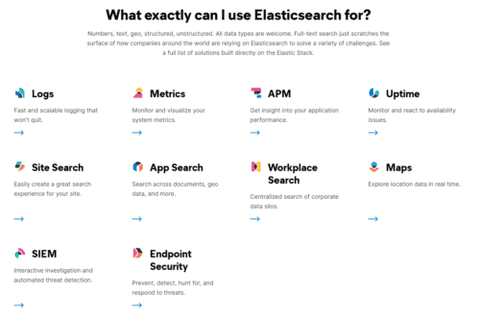 What exactly can I use Elasticsearch for?
Numbers, text, geo, structured, unstructured. All data types are welcome. Full-text search just scratches the
surface of how companies around the world are relying on Elasticsearch to solve a variety of challenges. See
a full list of solutions built directly on the Elastic Stack.
Logs
Fast and scalable logging that
won't quit.
Metrics
Monitor and visualize your
system metrics.
APM
Get insight into your application
performance.
Uptime
Monitor and react to availability
issues.
Site Search
Easily create a great search
experience for your site.
App Search
Search across documents, geo
data, and more.
Workplace
Search
Centralized search of corporate
data silos.
Maps
Explore location data in real time.
SIEM
Interactive investigation and
automated threat detection.
Endpoint
Security
Prevent, detect, hunt for, and
respond to threats.